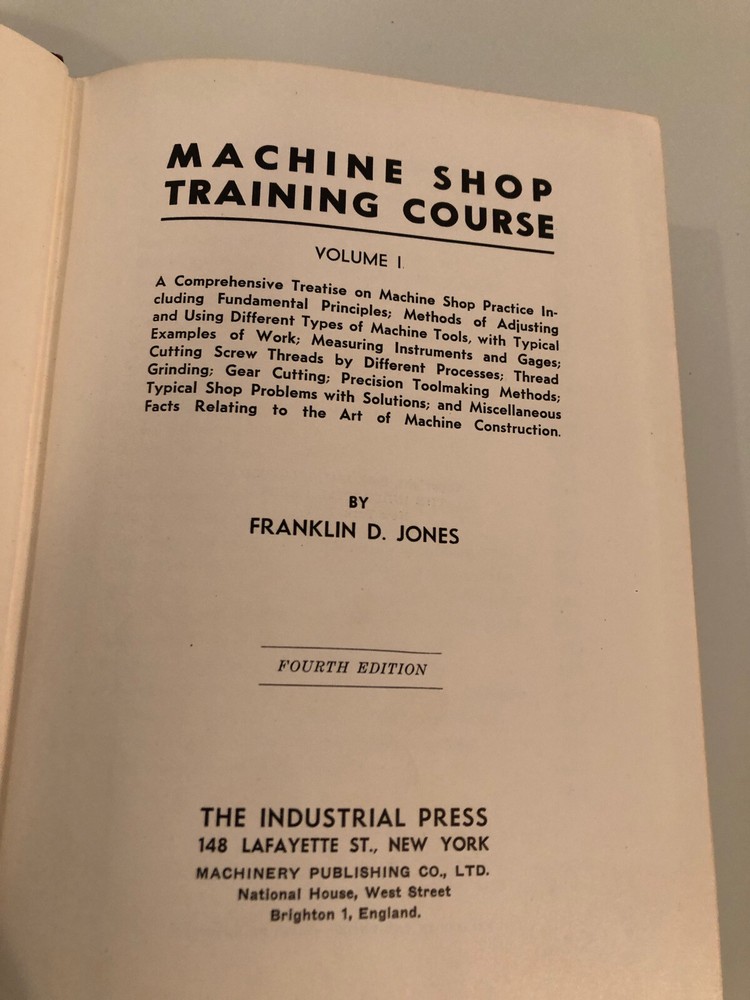 MACHINE SHOP
TRAINING COURSE
VOLUME I.
A Comprehensive Treatise on Machine Shop Practice In-
cluding Fundamental Principles; Methods of Adjusting
and Using Different Types of Machine Tools, with Typical
Examples of Work; Measuring Instruments and Gages;
Cutting Screw Threads by Different Processes; Thread
Grinding; Gear Cutting; Precision Toolmaking Methods;
Typical Shop Problems with Solutions; and Miscellaneous
Facts Relating to the Art of Machine Construction.
BY
FRANKLIN D. JONES
FOURTH EDITION
THE INDUSTRIAL PRESS
148 LAFAYETTE ST., NEW YORK
MACHINERY PUBLISHING CO., LTD.
National House, West Street
Brighton 1, England.